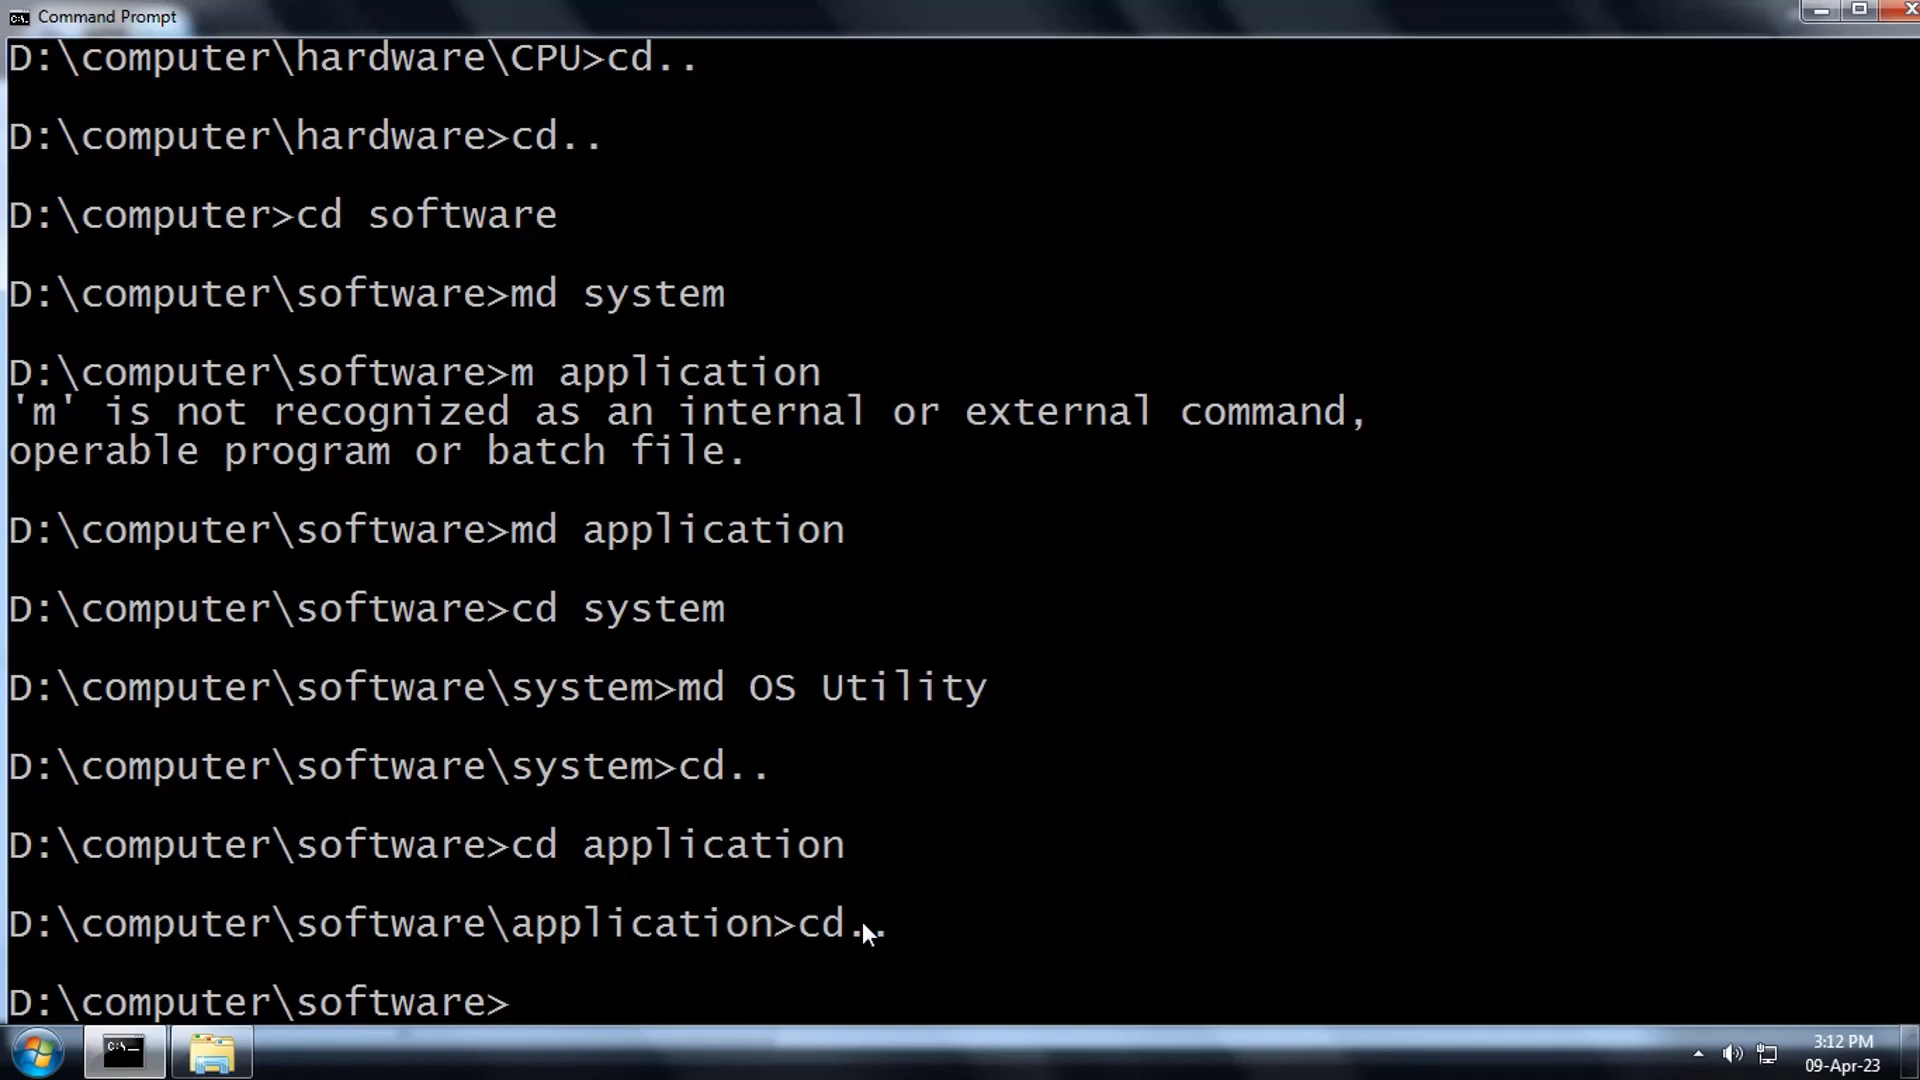 Command Prompt
D:\computer\hardware\CPU>cd..
D:\computer\hardware>cd..
D:\computer>cd software
D:\computer\software>md system
D:\computer\software>m application
'm' is not recognized as an internal or external command,
operable program or batch file.
D:\computer\software>md application
D:\computer\software>cd system
D:\computer\software\system>md OS Utility
D:\computer\software\system>cd..
D:\computer\software>cd application
D:\computer\software\application>cd..
D:\computer\software>
3:12 PM
09-Apr-23